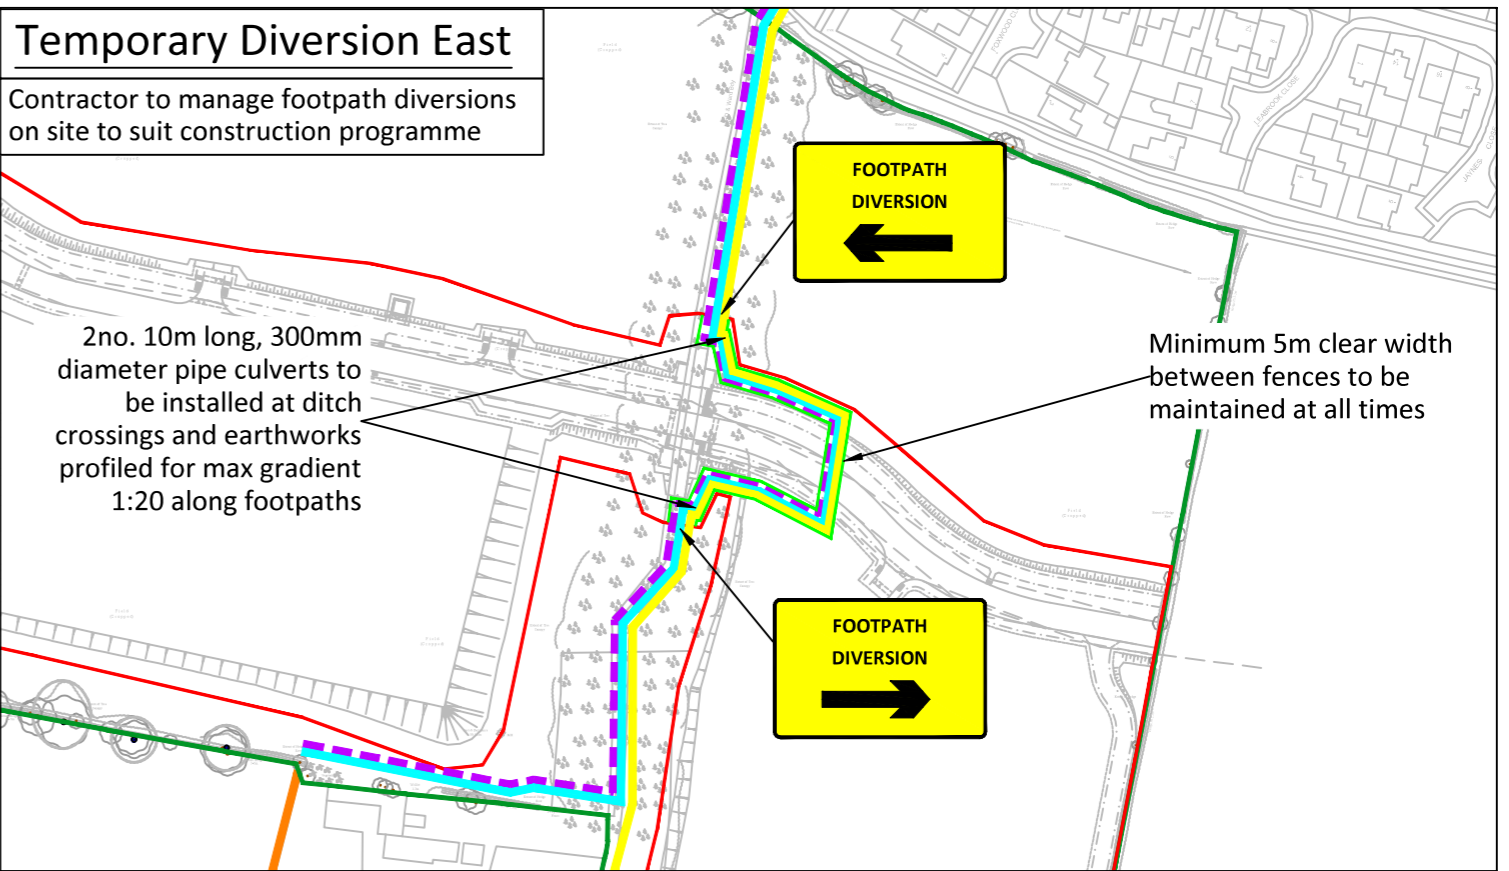 Temporary Diversion East
Contractor to manage footpath diversions
on site to suit construction programme
FOOTPATH
DIVERSION
2no. 10m long, 300mm
diameter pipe culverts to
be installed at ditch
crossings and earthworks
profiled for max gradient
1:20 along footpaths
Minimum 5m clear width
between fences to be
maintained at all times
FOOTPATH
DIVERSION
LEABROOK CLOSE